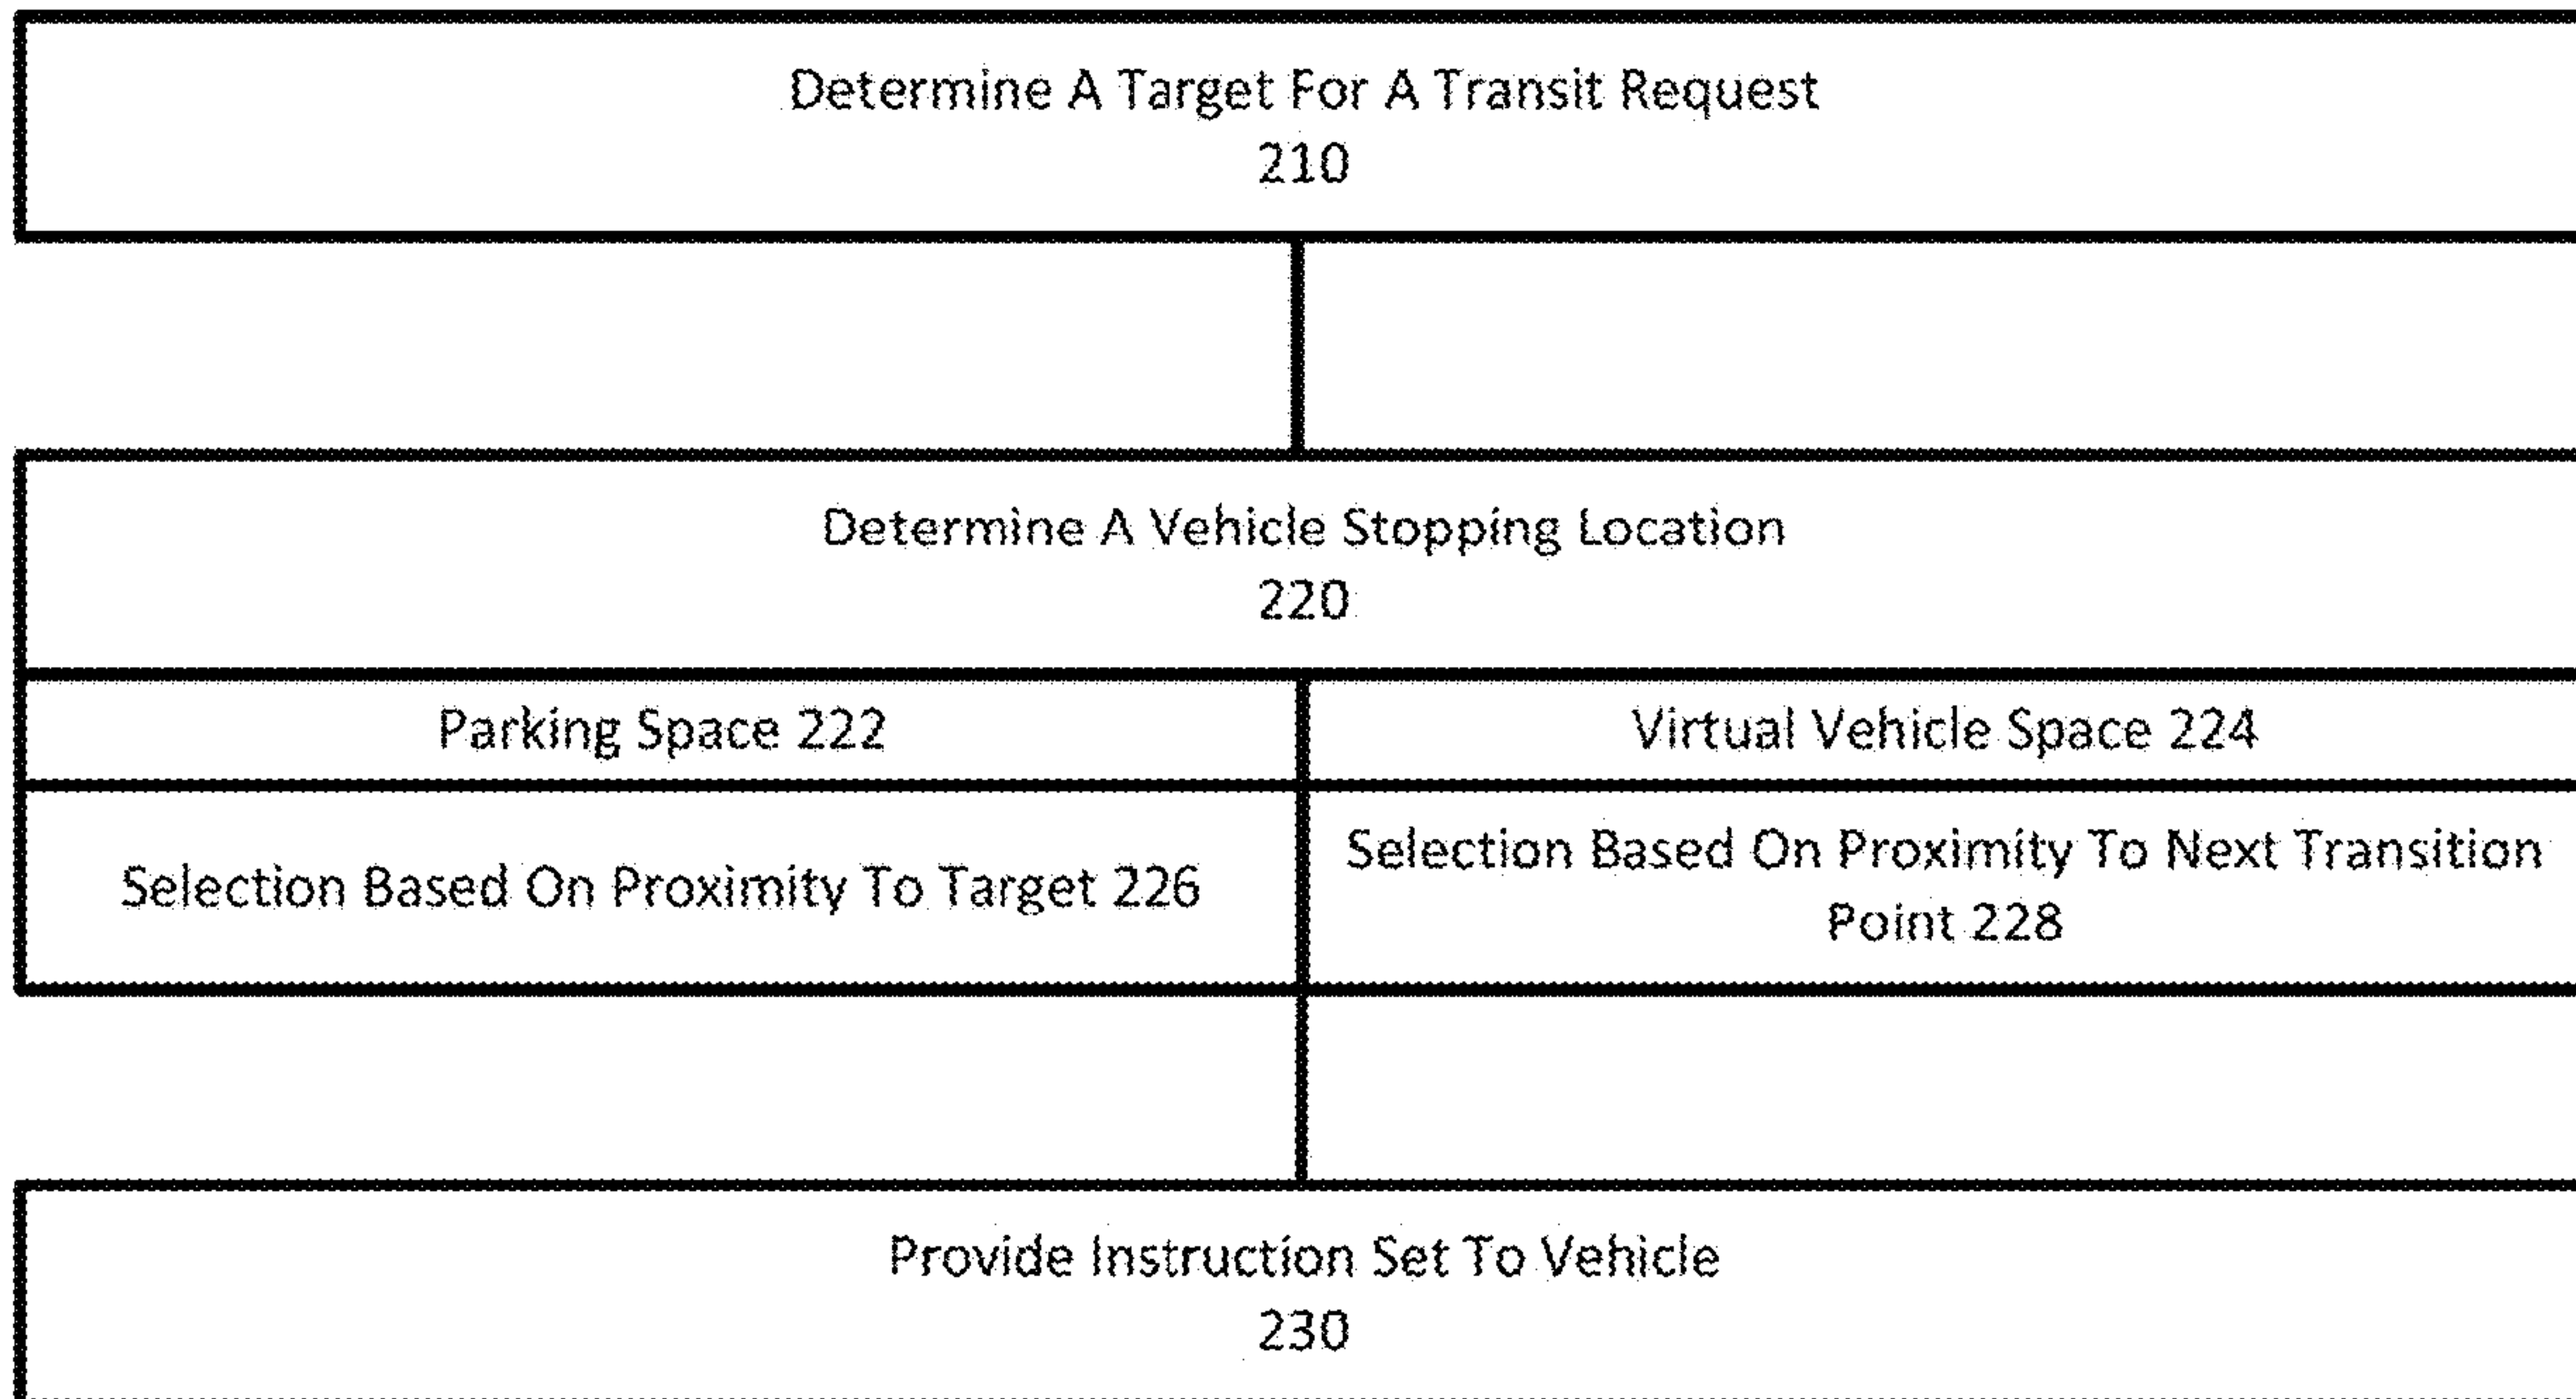 Determine A Target For A Transit Request
210
Determine A Vehicle Stopping Location
220
Parking Space 222
Virtual Vehicle Space 224
Selection Based On Proximity To Target 226
Selection Based On Proximity To Next Transition
Point 228
Provide Instruction Set To Vehicle
230